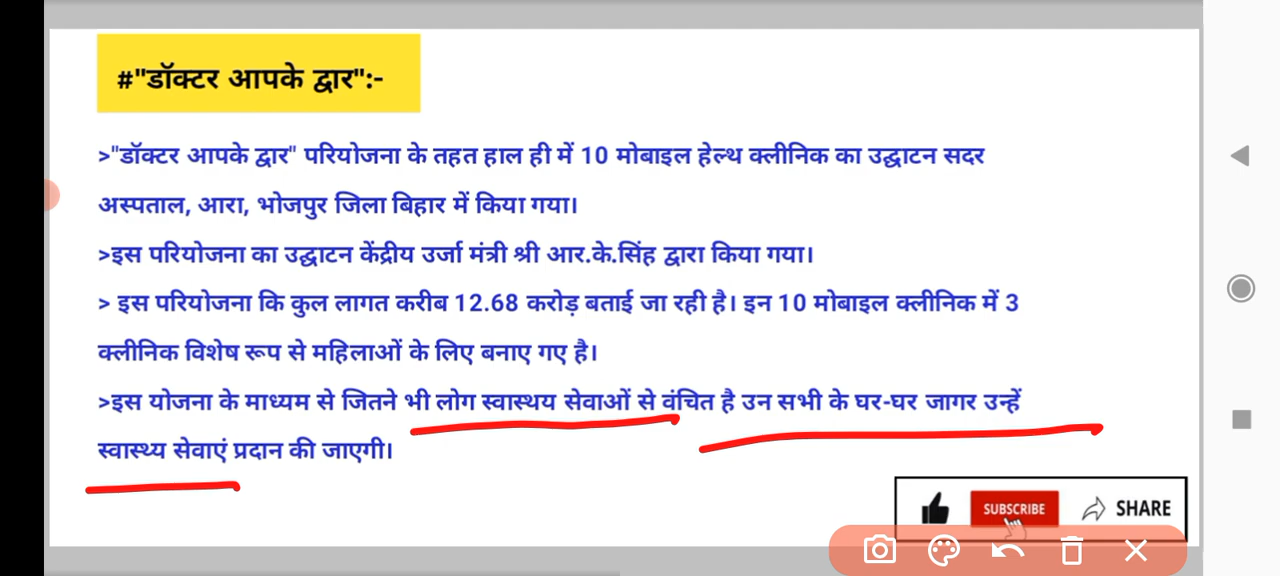 #"डॉक्टर आपके द्वार":-
>"डॉक्टर आपके द्वार" परियोजना के तहत हाल ही में 10 मोबाइल हेल्थ क्लीनिक का उद्घाटन सदर
अस्पताल, आरा, भोजपुर जिला बिहार में किया गया।
>इस परियोजना का उद्घाटन केंद्रीय उर्जा मंत्री श्री आर.के.सिंह द्वारा किया गया।
> इस परियोजना कि कुल लागत करीब 12.68 करोड़ बताई जा रही है। इन 10 मोबाइल क्लीनिक में 3
क्लीनिक विशेष रूप से महिलाओं के लिए बनाए गए है।
>इस योजना के माध्यम से जितने भी लोग स्वास्थय सेवाओं से वंचित है उन सभी के घर-घर जागर उन्हें
स्वास्थ्य सेवाएं प्रदान की जाएगी।
SUBSCRIBE SHARE